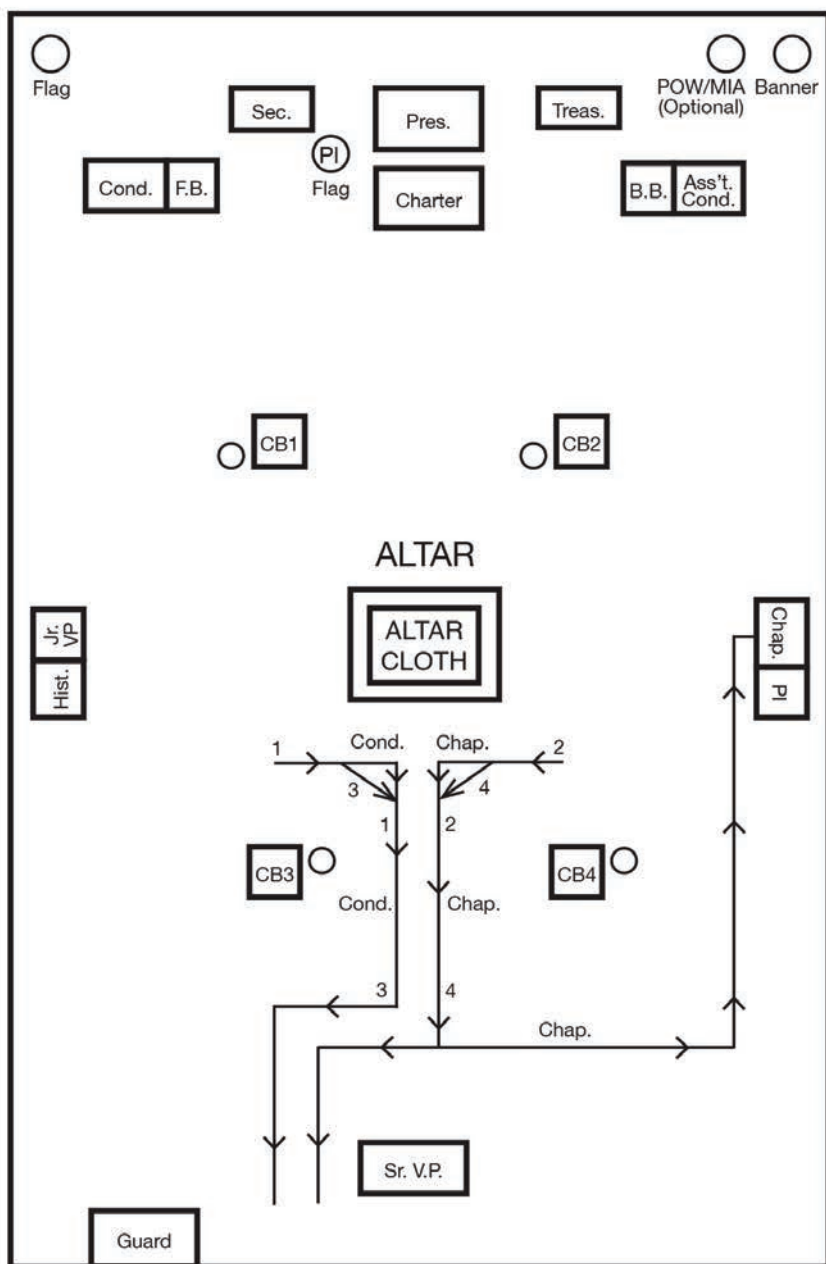 Flag
POW/MIA
(Optional)
Banner
Sec.
Pres.
Treas.
PI
Flag
Cond.
F.B.
Charter
B.B.
Ass't.
Cond.
CB1
CB2
ALTAR
ALTAR
CLOTH
Jr.
VP
Hist.
Chap.
PI
1
Cond.
Chap.
2
3
4
1
2
CB3
CB4
Cond.
Chap.
3
4
Chap.
Sr. V.P.
Guard